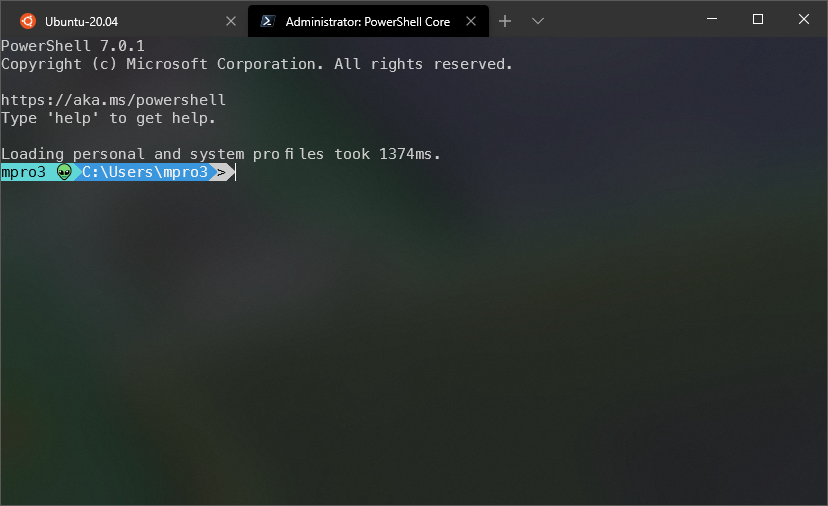 Ubuntu-20.04
Administrator: PowerShell Core
PowerShell 7.0.1
Copyright (c) Microsoft Corporation. All rights reserved.
https://aka.ms/powershell
Type 'help' to get help.
Loading personal and system profiles took 1374ms.
mpro3 👽 C:\Users\mpro3 >